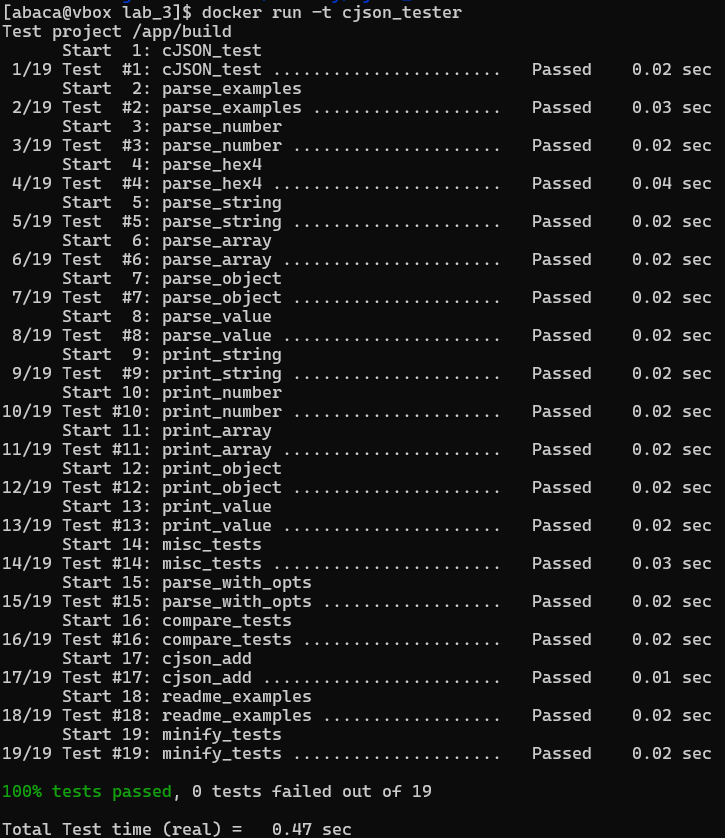 [abaca@vbox lab_3]$ docker run -t cjson_tester
Test project /app/build
      Start  1: cJSON_test
 1/19 Test  #1: cJSON_test .......................   Passed    0.02 sec
      Start  2: parse_examples
 2/19 Test  #2: parse_examples ...................   Passed    0.03 sec
      Start  3: parse_number
 3/19 Test  #3: parse_number .....................   Passed    0.02 sec
      Start  4: parse_hex4
 4/19 Test  #4: parse_hex4 .......................   Passed    0.04 sec
      Start  5: parse_string
 5/19 Test  #5: parse_string .....................   Passed    0.02 sec
      Start  6: parse_array
 6/19 Test  #6: parse_array ......................   Passed    0.02 sec
      Start  7: parse_object
 7/19 Test  #7: parse_object .....................   Passed    0.02 sec
      Start  8: parse_value
 8/19 Test  #8: parse_value ......................   Passed    0.02 sec
      Start  9: print_string
 9/19 Test  #9: print_string .....................   Passed    0.02 sec
      Start 10: print_number
10/19 Test #10: print_number .....................   Passed    0.02 sec
      Start 11: print_array
11/19 Test #11: print_array ......................   Passed    0.02 sec
      Start 12: print_object
12/19 Test #12: print_object .....................   Passed    0.02 sec
      Start 13: print_value
13/19 Test #13: print_value ......................   Passed    0.02 sec
      Start 14: misc_tests
14/19 Test #14: misc_tests .......................   Passed    0.03 sec
      Start 15: parse_with_opts
15/19 Test #15: parse_with_opts ..................   Passed    0.02 sec
      Start 16: compare_tests
16/19 Test #16: compare_tests ....................   Passed    0.02 sec
      Start 17: cjson_add
17/19 Test #17: cjson_add ........................   Passed    0.01 sec
      Start 18: readme_examples
18/19 Test #18: readme_examples ..................   Passed    0.02 sec
      Start 19: minify_tests
19/19 Test #19: minify_tests .....................   Passed    0.02 sec

100% tests passed, 0 tests failed out of 19

Total Test time (real) =   0.47 sec